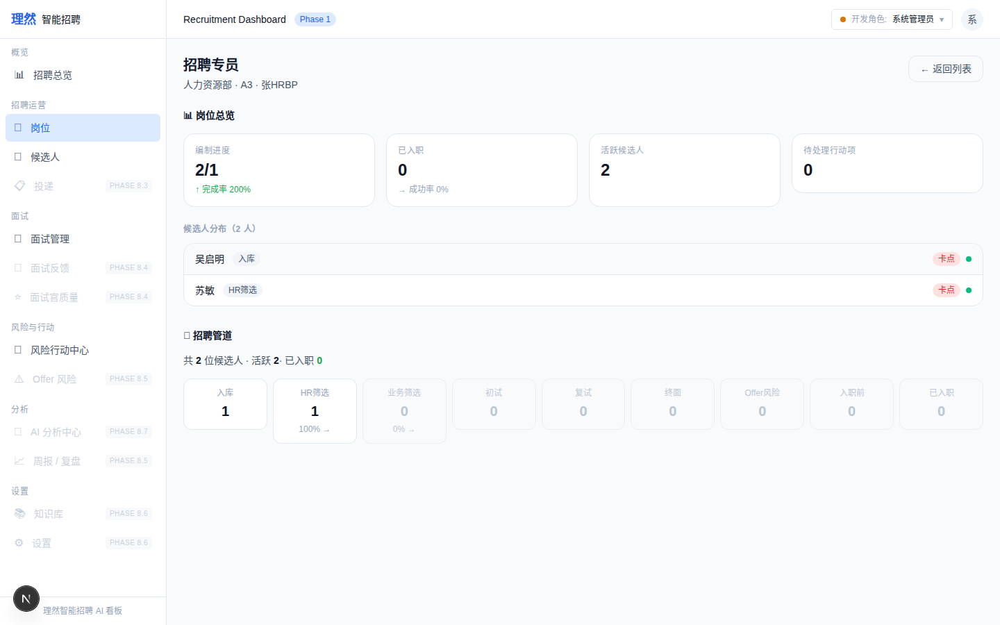 理然 智能招聘
Recruitment Dashboard Phase 1
开发角色: 系统管理员 ▾
系
概览
招聘总览
招聘运营
岗位
候选人
投递 PHASE 8.3
面试
面试管理
面试反馈 PHASE 8.4
面试官质量 PHASE 8.4
风险与行动
风险行动中心
Offer 风险 PHASE 8.5
分析
AI 分析中心 PHASE 8.7
周报 / 复盘 PHASE 8.5
设置
知识库 PHASE 8.6
设置 PHASE 8.6
理然智能招聘 AI 看板
招聘专员
人力资源部 · A3 · 张HRBP
← 返回列表
岗位总览
编制进度
2/1
↑ 完成率 200%
已入职
0
→ 成功率 0%
活跃候选人
2
待处理行动项
0
候选人分布（2 人）
吴启明 入库 卡点
苏敏 HR筛选 卡点
招聘管道
共 2 位候选人 · 活跃 2· 已入职 0
入库
1
HR筛选
1
100% →
业务筛选
0
0% →
初试
0
复试
0
终面
0
Offer风险
0
入职前
0
已入职
0